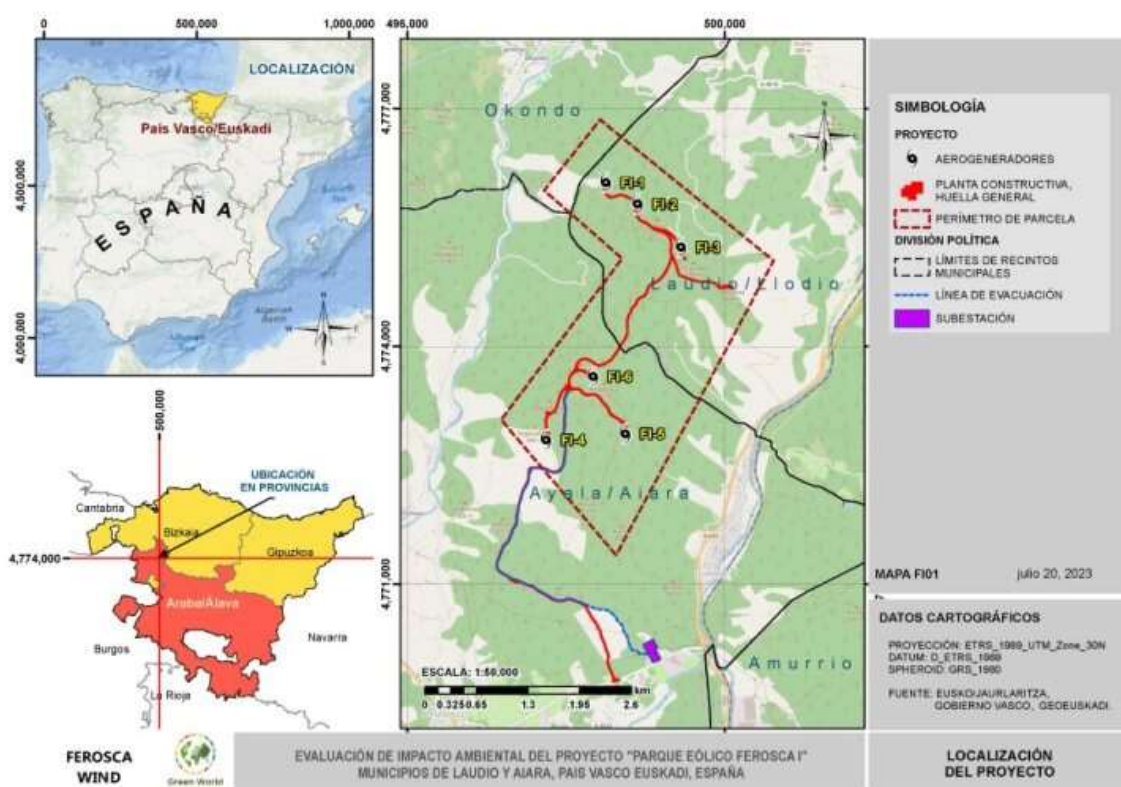 0
500,000
1,000,000
4,500,000
4,000,000
LOCALIZACIÓN
País Vasco/Euskadi
ESPAÑA
500,000
4,774,000
UBICACIÓN
EN PROVINCIAS
Cantabria
Bizkaia
Gipuzkoa
Araba/Álava
Burgos
Navarra
La Rioja
496,000
500,000
4,777,000
4,774,000
4,771,000
Okondo
FI-1
FI-2
FI-3
Laudio/Llodio
FI-6
FI-4
FI-5
Ayala/Aiara
Amurrio
ESCALA: 1:50,000
km
0 0.325 0.65 1.3 1.95 2.6
SIMBOLOGÍA
PROYECTO
AEROGENERADORES
PLANTA CONSTRUCTIVA,
HUELLA GENERAL
PERÍMETRO DE PARCELA
DIVISIÓN POLÍTICA
LÍMITES DE RECINTOS
MUNICIPALES
LÍNEA DE EVACUACIÓN
SUBESTACIÓN
MAPA FI01 julio 20, 2023
DATOS CARTOGRÁFICOS
PROYECCIÓN: ETRS_1989_UTM_Zone_30N
DATUM: D_ETRS_1989
SPHEROID: GRS_1980
FUENTE: EUSKOJAURLARITZA,
GOBIERNO VASCO, GEOEUSKADI.
FEROSCA
WIND
Green World
EVALUACIÓN DE IMPACTO AMBIENTAL DEL PROYECTO "PARQUE EÓLICO FEROSCA I"
MUNICIPIOS DE LAUDIO Y AIARA, PAIS VASCO EUSKADI, ESPAÑA
LOCALIZACIÓN
DEL PROYECTO